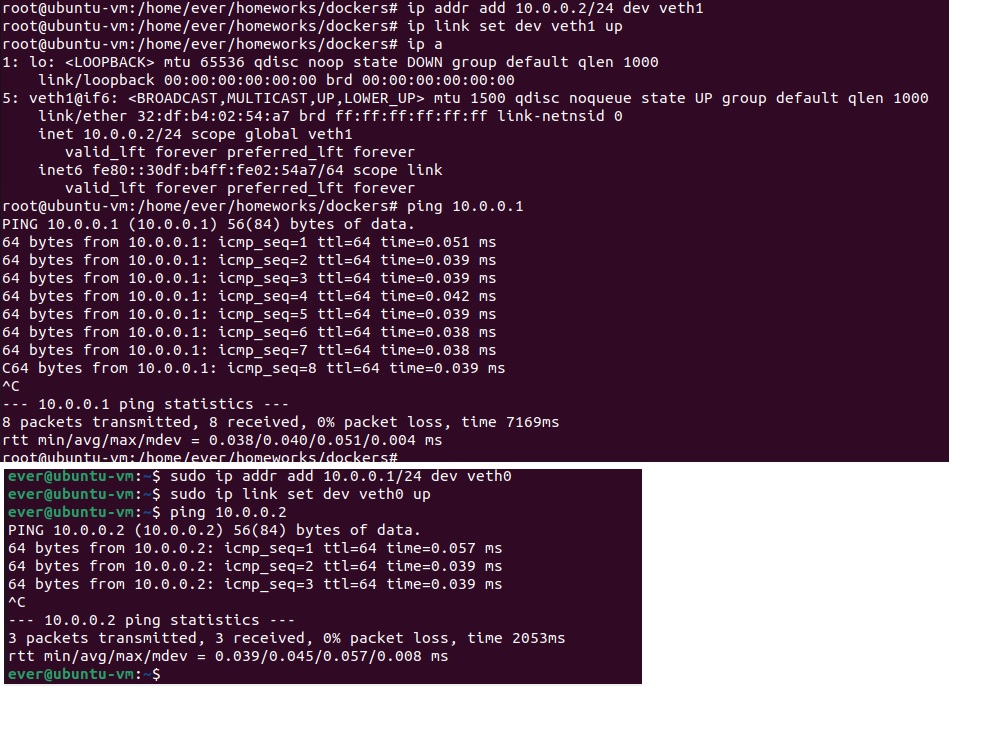 root@ubuntu-vm:/home/ever/homeworks/dockers# ip addr add 10.0.0.2/24 dev veth1
root@ubuntu-vm:/home/ever/homeworks/dockers# ip link set dev veth1 up
root@ubuntu-vm:/home/ever/homeworks/dockers# ip a
1: lo: <LOOPBACK> mtu 65536 qdisc noop state DOWN group default qlen 1000
    link/loopback 00:00:00:00:00:00 brd 00:00:00:00:00:00
5: veth1@if6: <BROADCAST,MULTICAST,UP,LOWER_UP> mtu 1500 qdisc noqueue state UP group default qlen 1000
    link/ether 32:df:b4:02:54:a7 brd ff:ff:ff:ff:ff:ff link-netnsid 0
    inet 10.0.0.2/24 scope global veth1
       valid_lft forever preferred_lft forever
    inet6 fe80::30df:b4ff:fe02:54a7/64 scope link
       valid_lft forever preferred_lft forever
root@ubuntu-vm:/home/ever/homeworks/dockers# ping 10.0.0.1
PING 10.0.0.1 (10.0.0.1) 56(84) bytes of data.
64 bytes from 10.0.0.1: icmp_seq=1 ttl=64 time=0.051 ms
64 bytes from 10.0.0.1: icmp_seq=2 ttl=64 time=0.039 ms
64 bytes from 10.0.0.1: icmp_seq=3 ttl=64 time=0.039 ms
64 bytes from 10.0.0.1: icmp_seq=4 ttl=64 time=0.042 ms
64 bytes from 10.0.0.1: icmp_seq=5 ttl=64 time=0.039 ms
64 bytes from 10.0.0.1: icmp_seq=6 ttl=64 time=0.038 ms
64 bytes from 10.0.0.1: icmp_seq=7 ttl=64 time=0.038 ms
C64 bytes from 10.0.0.1: icmp_seq=8 ttl=64 time=0.039 ms
^C
--- 10.0.0.1 ping statistics ---
8 packets transmitted, 8 received, 0% packet loss, time 7169ms
rtt min/avg/max/mdev = 0.038/0.040/0.051/0.004 ms
root@ubuntu-vm:/home/ever/homeworks/dockers#
ever@ubuntu-vm:~$ sudo ip addr add 10.0.0.1/24 dev veth0
ever@ubuntu-vm:~$ sudo ip link set dev veth0 up
ever@ubuntu-vm:~$ ping 10.0.0.2
PING 10.0.0.2 (10.0.0.2) 56(84) bytes of data.
64 bytes from 10.0.0.2: icmp_seq=1 ttl=64 time=0.057 ms
64 bytes from 10.0.0.2: icmp_seq=2 ttl=64 time=0.039 ms
64 bytes from 10.0.0.2: icmp_seq=3 ttl=64 time=0.039 ms
^C
--- 10.0.0.2 ping statistics ---
3 packets transmitted, 3 received, 0% packet loss, time 2053ms
rtt min/avg/max/mdev = 0.039/0.045/0.057/0.008 ms
ever@ubuntu-vm:~$